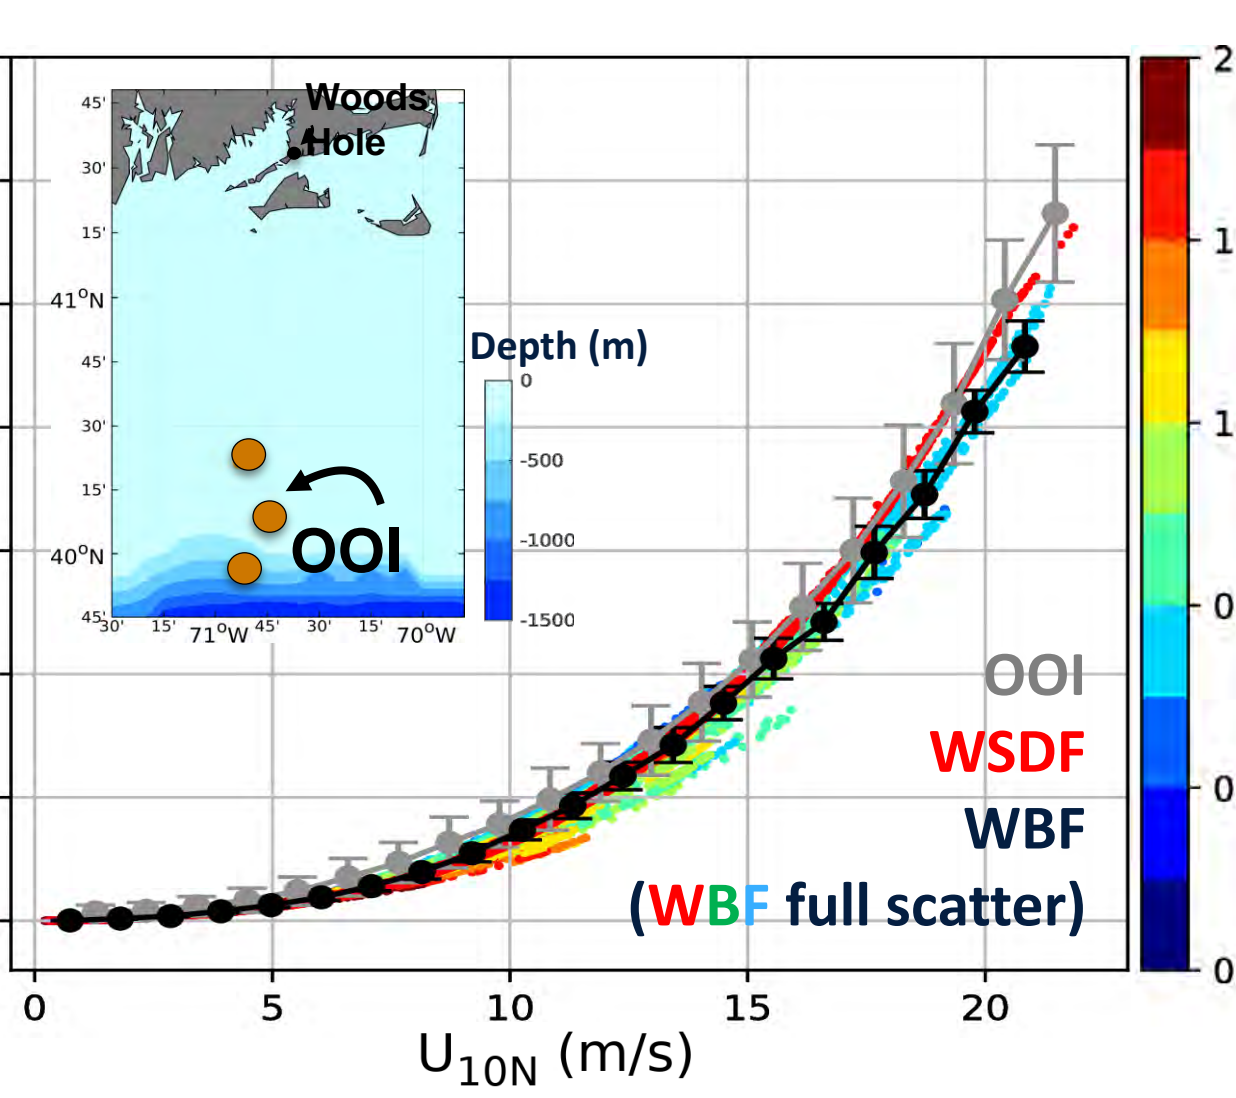 Woods
Hole
45'
30'
15'
41°N
45'
30'
15'
40°N
45'
30'
15'
71°W
45'
30'
15'
70°W
Depth (m)
0
-500
-1000
-1500
OOI
OOI
WSDF
WBF
(WBF full scatter)
0
5
10
15
20
U10N (m/s)
2
1
1
0
0
0